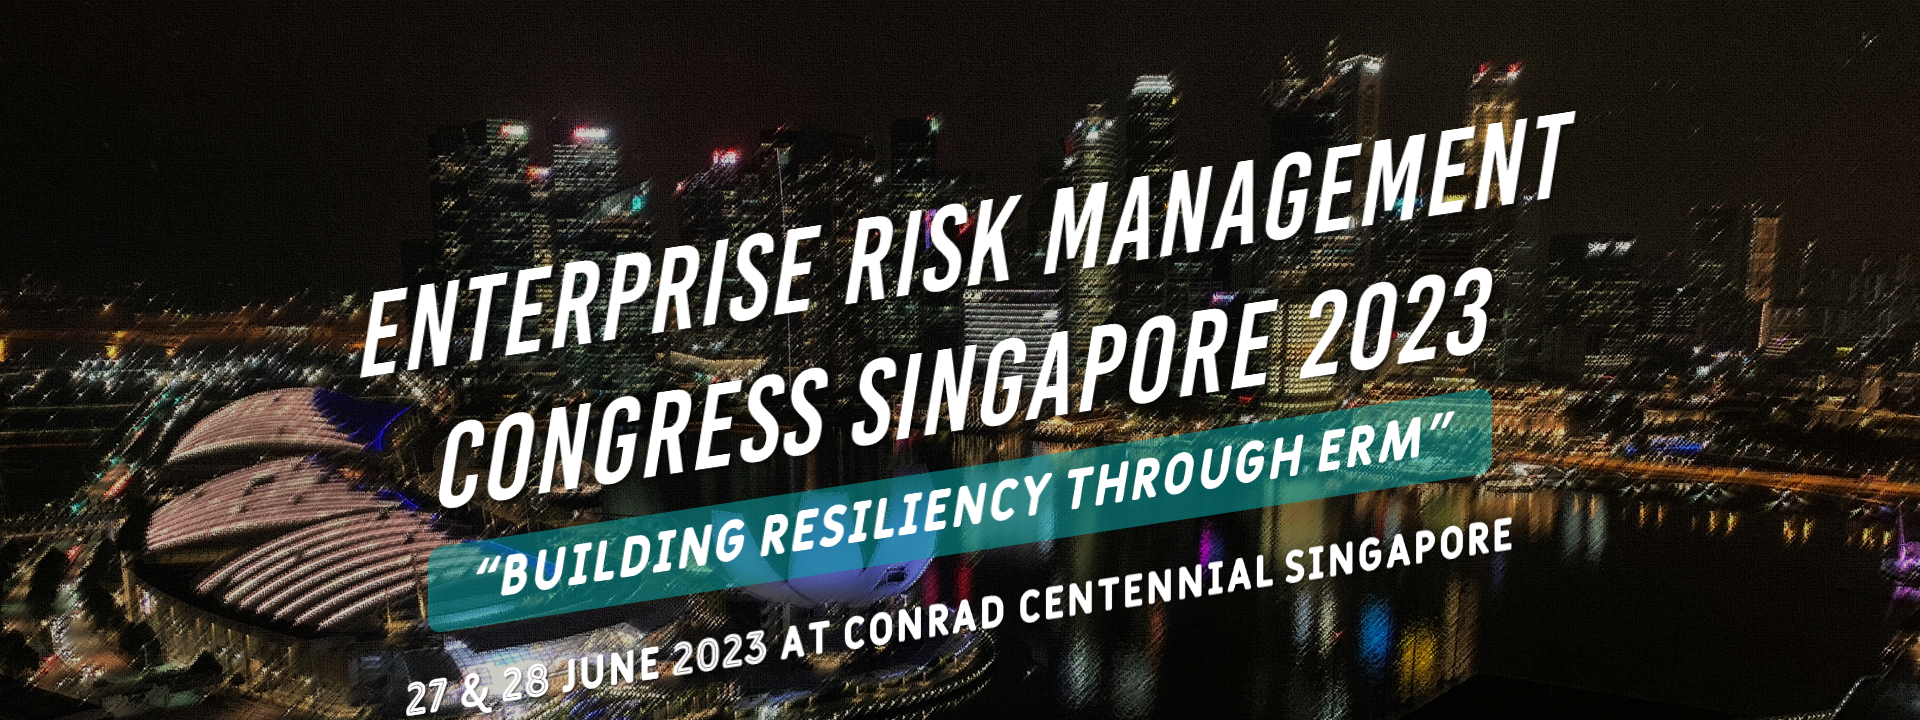 ENTERPRISE RISK MANAGEMENT
CONGRESS SINGAPORE 2023
“BUILDING RESILIENCY THROUGH ERM”
27 & 28 JUNE 2023 AT CONRAD CENTENNIAL SINGAPORE